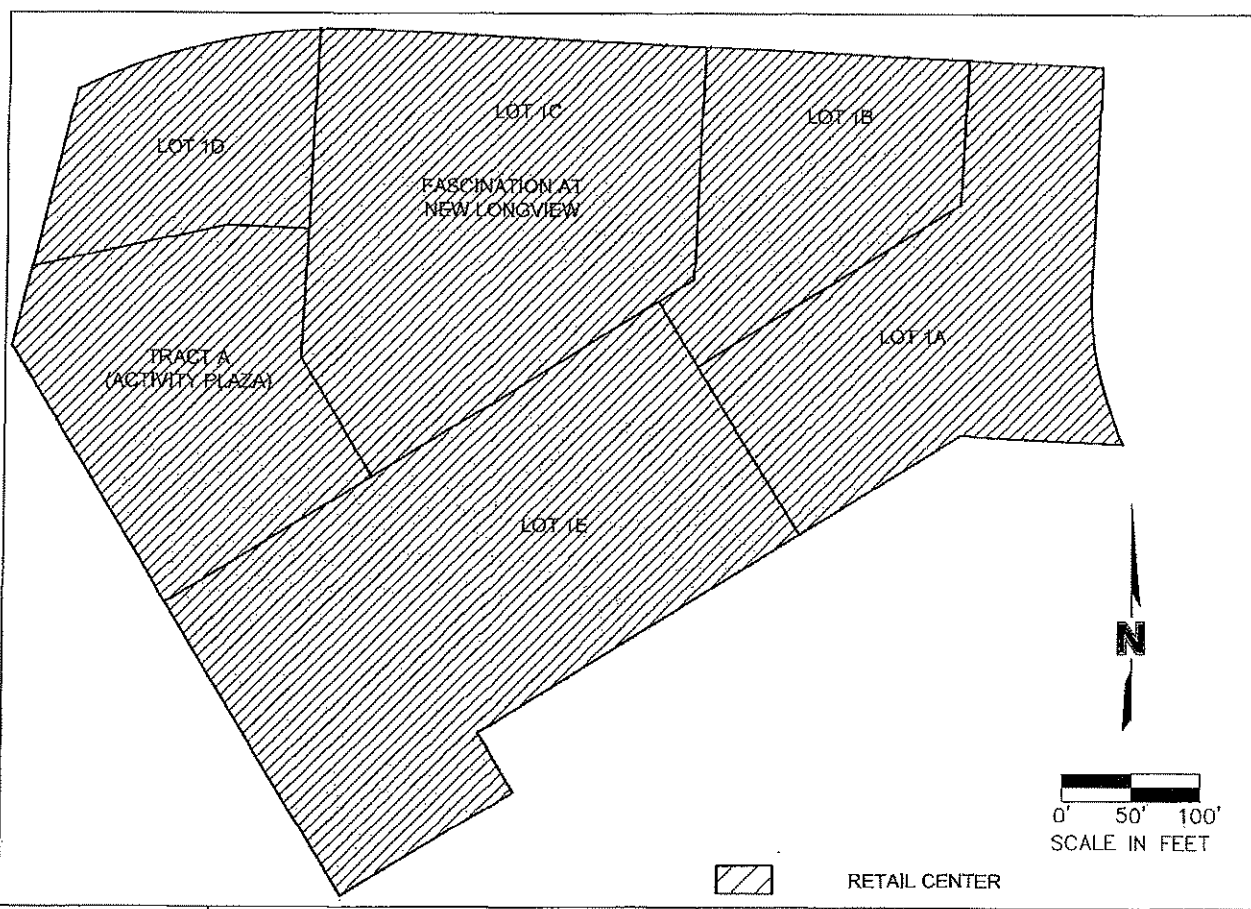 LOT 1C
LOT 1B
LOT 1D
FASCINATION AT
NEW LONGVIEW
LOT 1A
TRACT A
(ACTIVITY PLAZA)
LOT 1E
N
0' 50' 100'
SCALE IN FEET
RETAIL CENTER